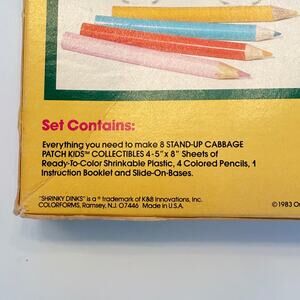 Set Contains:
Everything you need to make 8 STAND-UP CABBAGE
PATCH KIDS™ COLLECTIBLES 4-5"x 8" Sheets of
Ready-To-Color Shrinkable Plastic, 4 Colored Pencils, 1
Instruction Booklet and Slide-On-Bases.
"SHRINKY DINKS" is a ® trademark of K&B Innovations, Inc.
COLORFORMS, Ramsey, N.J. 07446 Made in U.S.A.
©1983